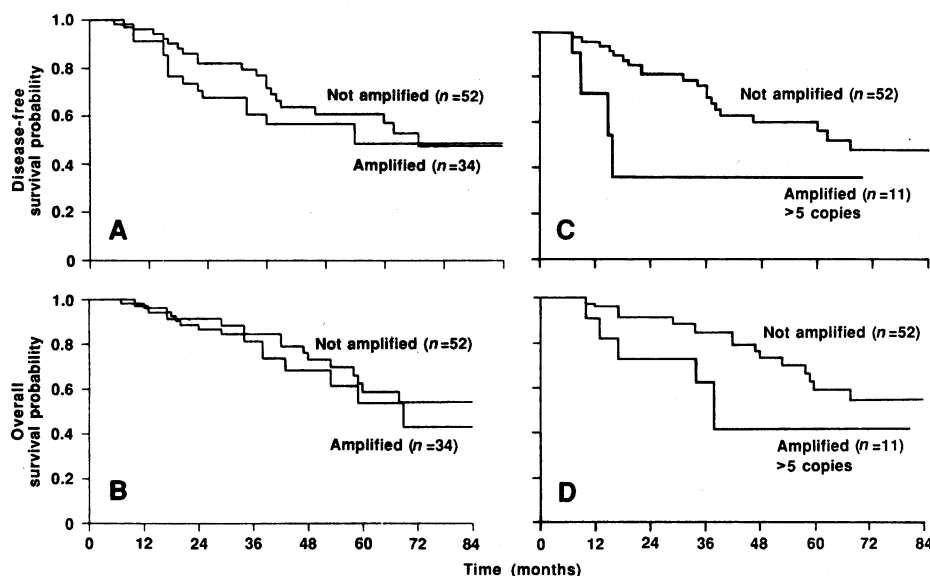 Disease-free
survival probability
1.0
0.8
0.6
0.4
0.2
0
Not amplified (n=52)
Amplified (n=34)
A
Not amplified (n=52)
Amplified (n=11)
>5 copies
C
Overall
survival probability
1.0
0.8
0.6
0.4
0.2
0
Not amplified (n=52)
Amplified (n=34)
B
0 12 24 36 48 60 72 84
Not amplified (n=52)
Amplified (n=11)
>5 copies
D
0 12 24 36 48 60 72 84
Time (months)